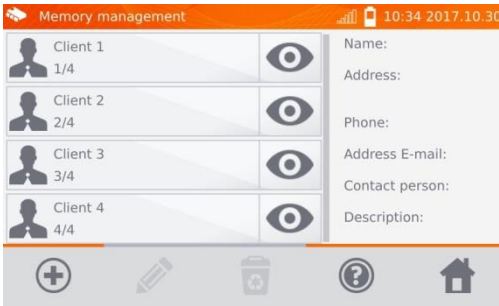 Memory management
10:34 2017.10.30
Client 1
1/4
Client 2
2/4
Client 3
3/4
Client 4
4/4
Name:
Address:
Phone:
Address E-mail:
Contact person:
Description: